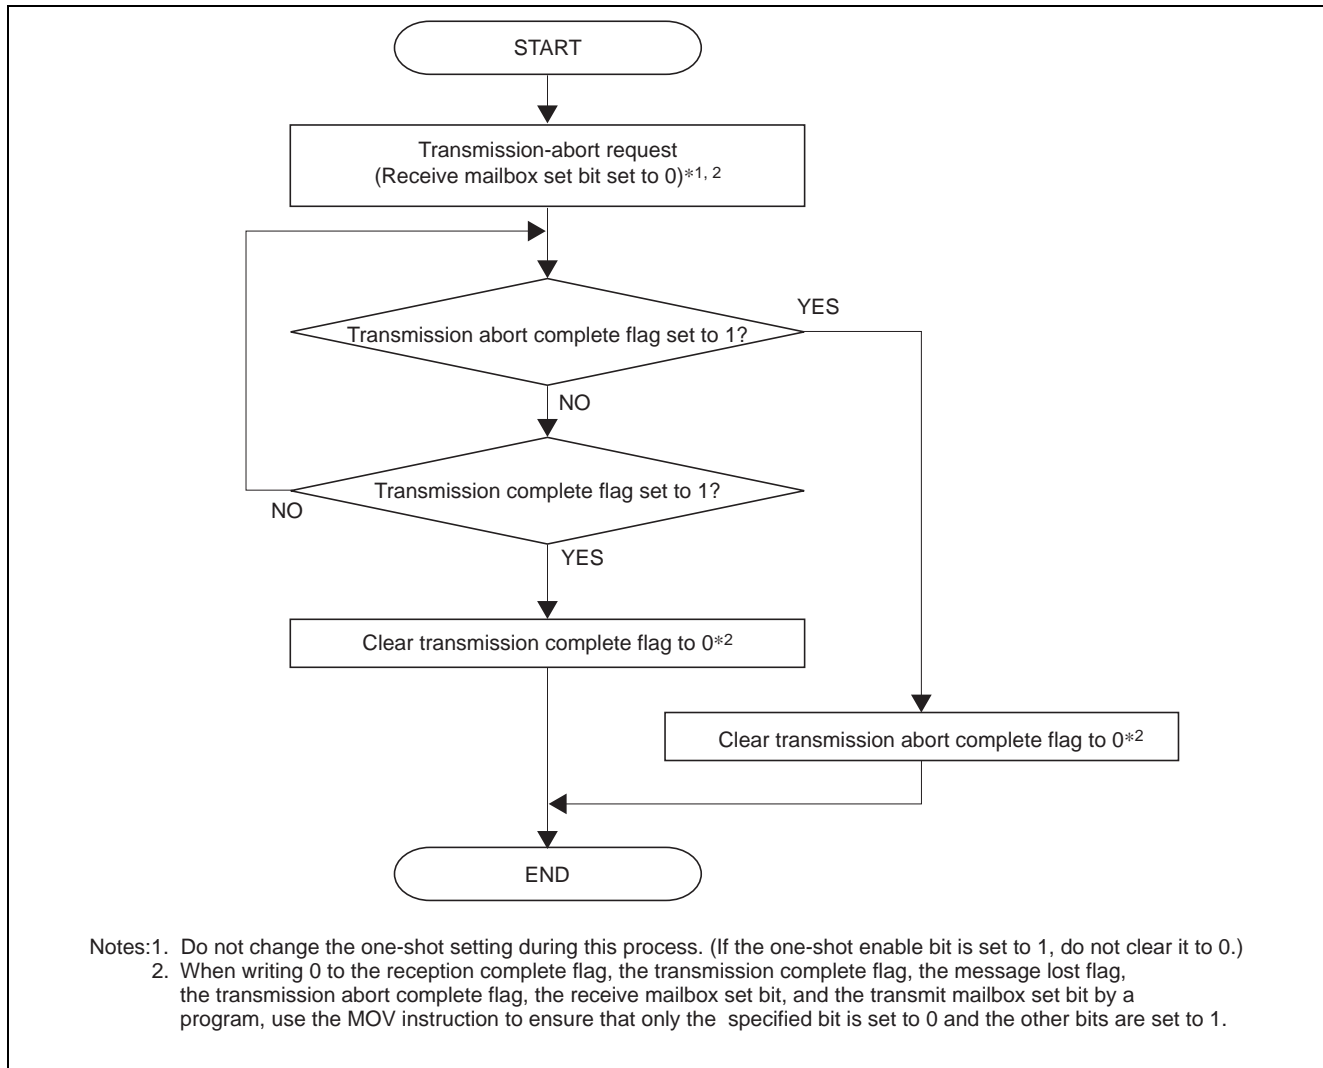 START
Transmission-abort request
(Receive mailbox set bit set to 0)*1, 2
YES
Transmission abort complete flag set to 1?
NO
Transmission complete flag set to 1?
NO
YES
Clear transmission complete flag to 0*2
Clear transmission abort complete flag to 0*2
END
Notes:1. Do not change the one-shot setting during this process. (If the one-shot enable bit is set to 1, do not clear it to 0.)
2. When writing 0 to the reception complete flag, the transmission complete flag, the message lost flag,
the transmission abort complete flag, the receive mailbox set bit, and the transmit mailbox set bit by a
program, use the MOV instruction to ensure that only the specified bit is set to 0 and the other bits are set to 1.